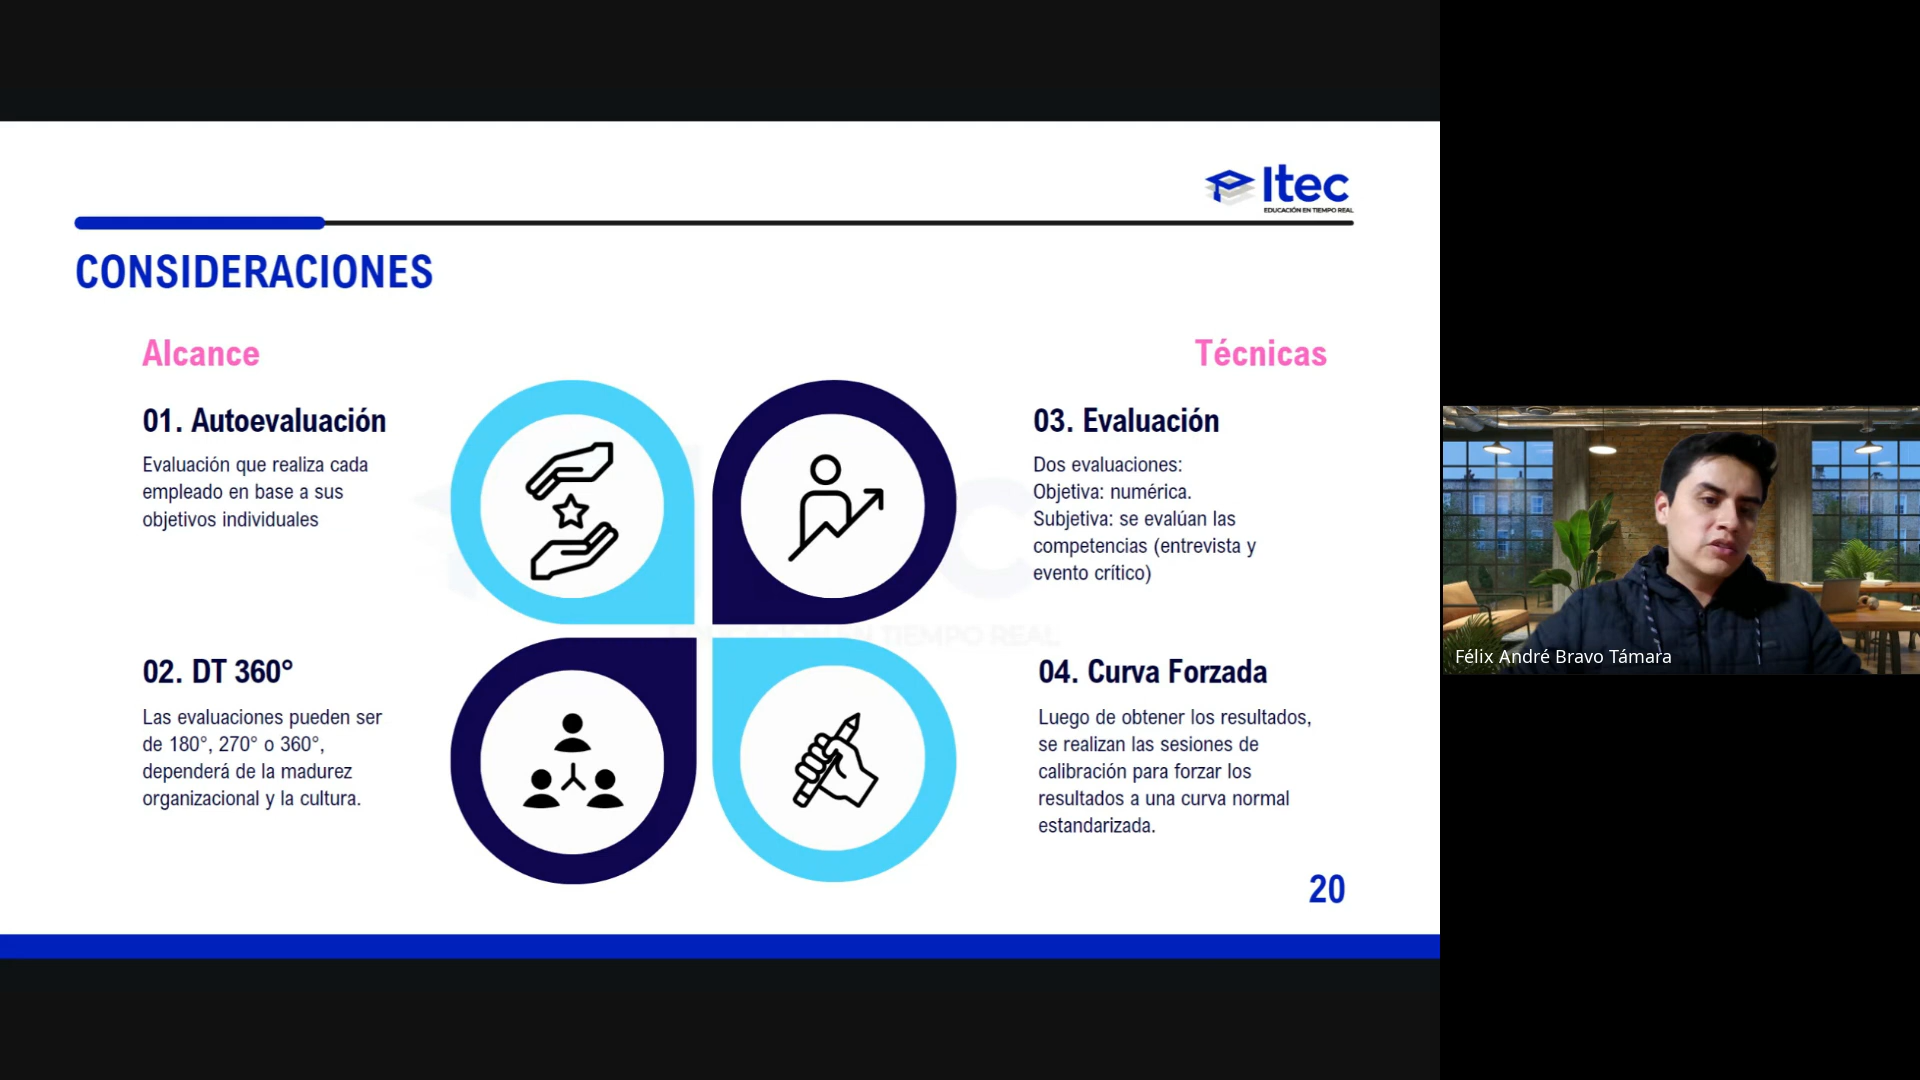 Itec
EDUCACIÓN EN TIEMPO REAL
CONSIDERACIONES
Alcance
01. Autoevaluación
Evaluación que realiza cada
empleado en base a sus
objetivos individuales
02. DT 360°
Las evaluaciones pueden ser
de 180°, 270° o 360°,
dependerá de la madurez
organizacional y la cultura.
Técnicas
03. Evaluación
Dos evaluaciones:
Objetiva: numérica.
Subjetiva: se evalúan las
competencias (entrevista y
evento crítico)
04. Curva Forzada
Luego de obtener los resultados,
se realizan las sesiones de
calibración para forzar los
resultados a una curva normal
estandarizada.
20
EDUCACIÓN EN TIEMPO REAL
Félix André Bravo Támara